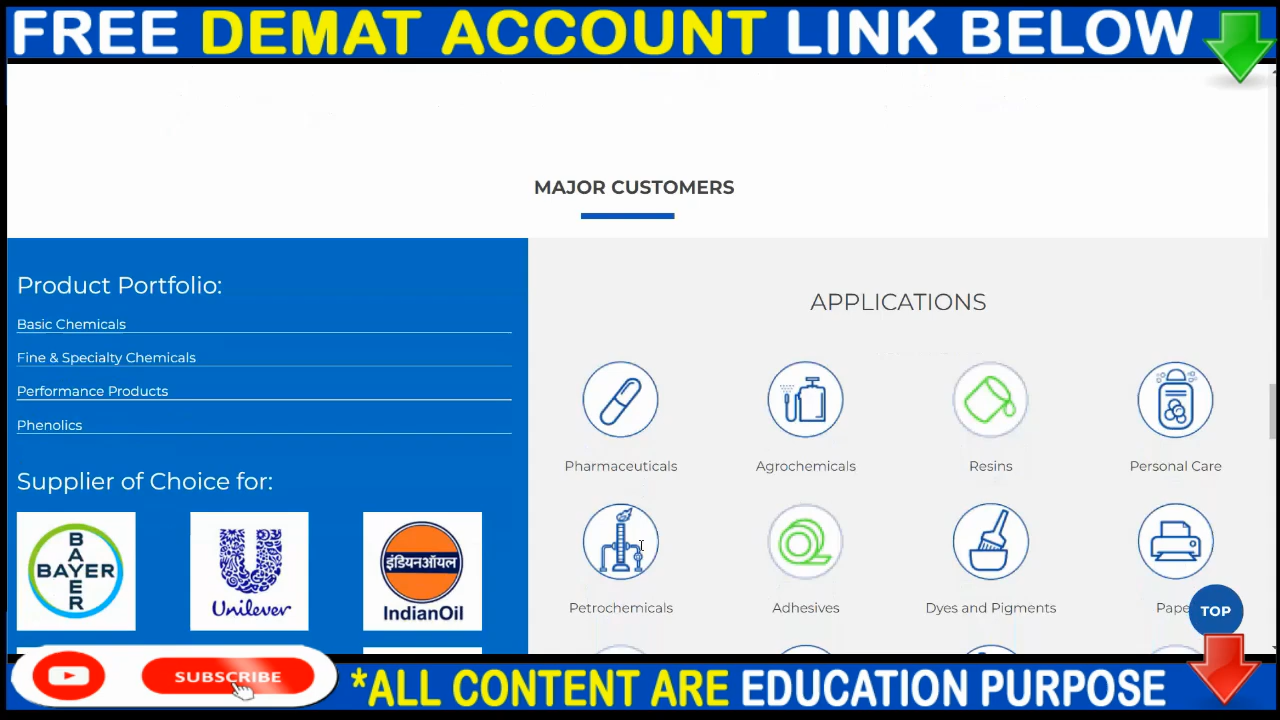 FREE DEMAT ACCOUNT LINK BELOW
MAJOR CUSTOMERS
Product Portfolio:
Basic Chemicals
Fine & Specialty Chemicals
Performance Products
Phenolics
Supplier of Choice for:
BAYER
BAYER
Unilever
इंडियनऑयल
IndianOil
APPLICATIONS
Pharmaceuticals
Agrochemicals
Resins
Personal Care
Petrochemicals
Adhesives
Dyes and Pigments
TOP
SUBSCRIBE
*ALL CONTENT ARE EDUCATION PURPOSE